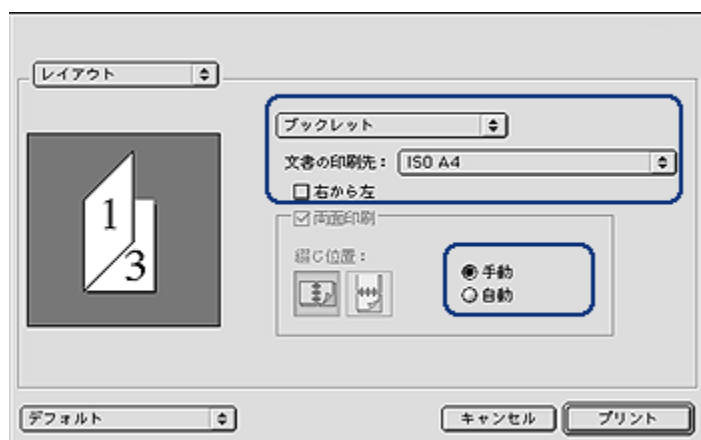 レイアウト
ブックレット
文書の印刷先： ISO A4
右から左
両面印刷
綴じ位置：
手動
自動
1
3
デフォルト
キャンセル
プリント